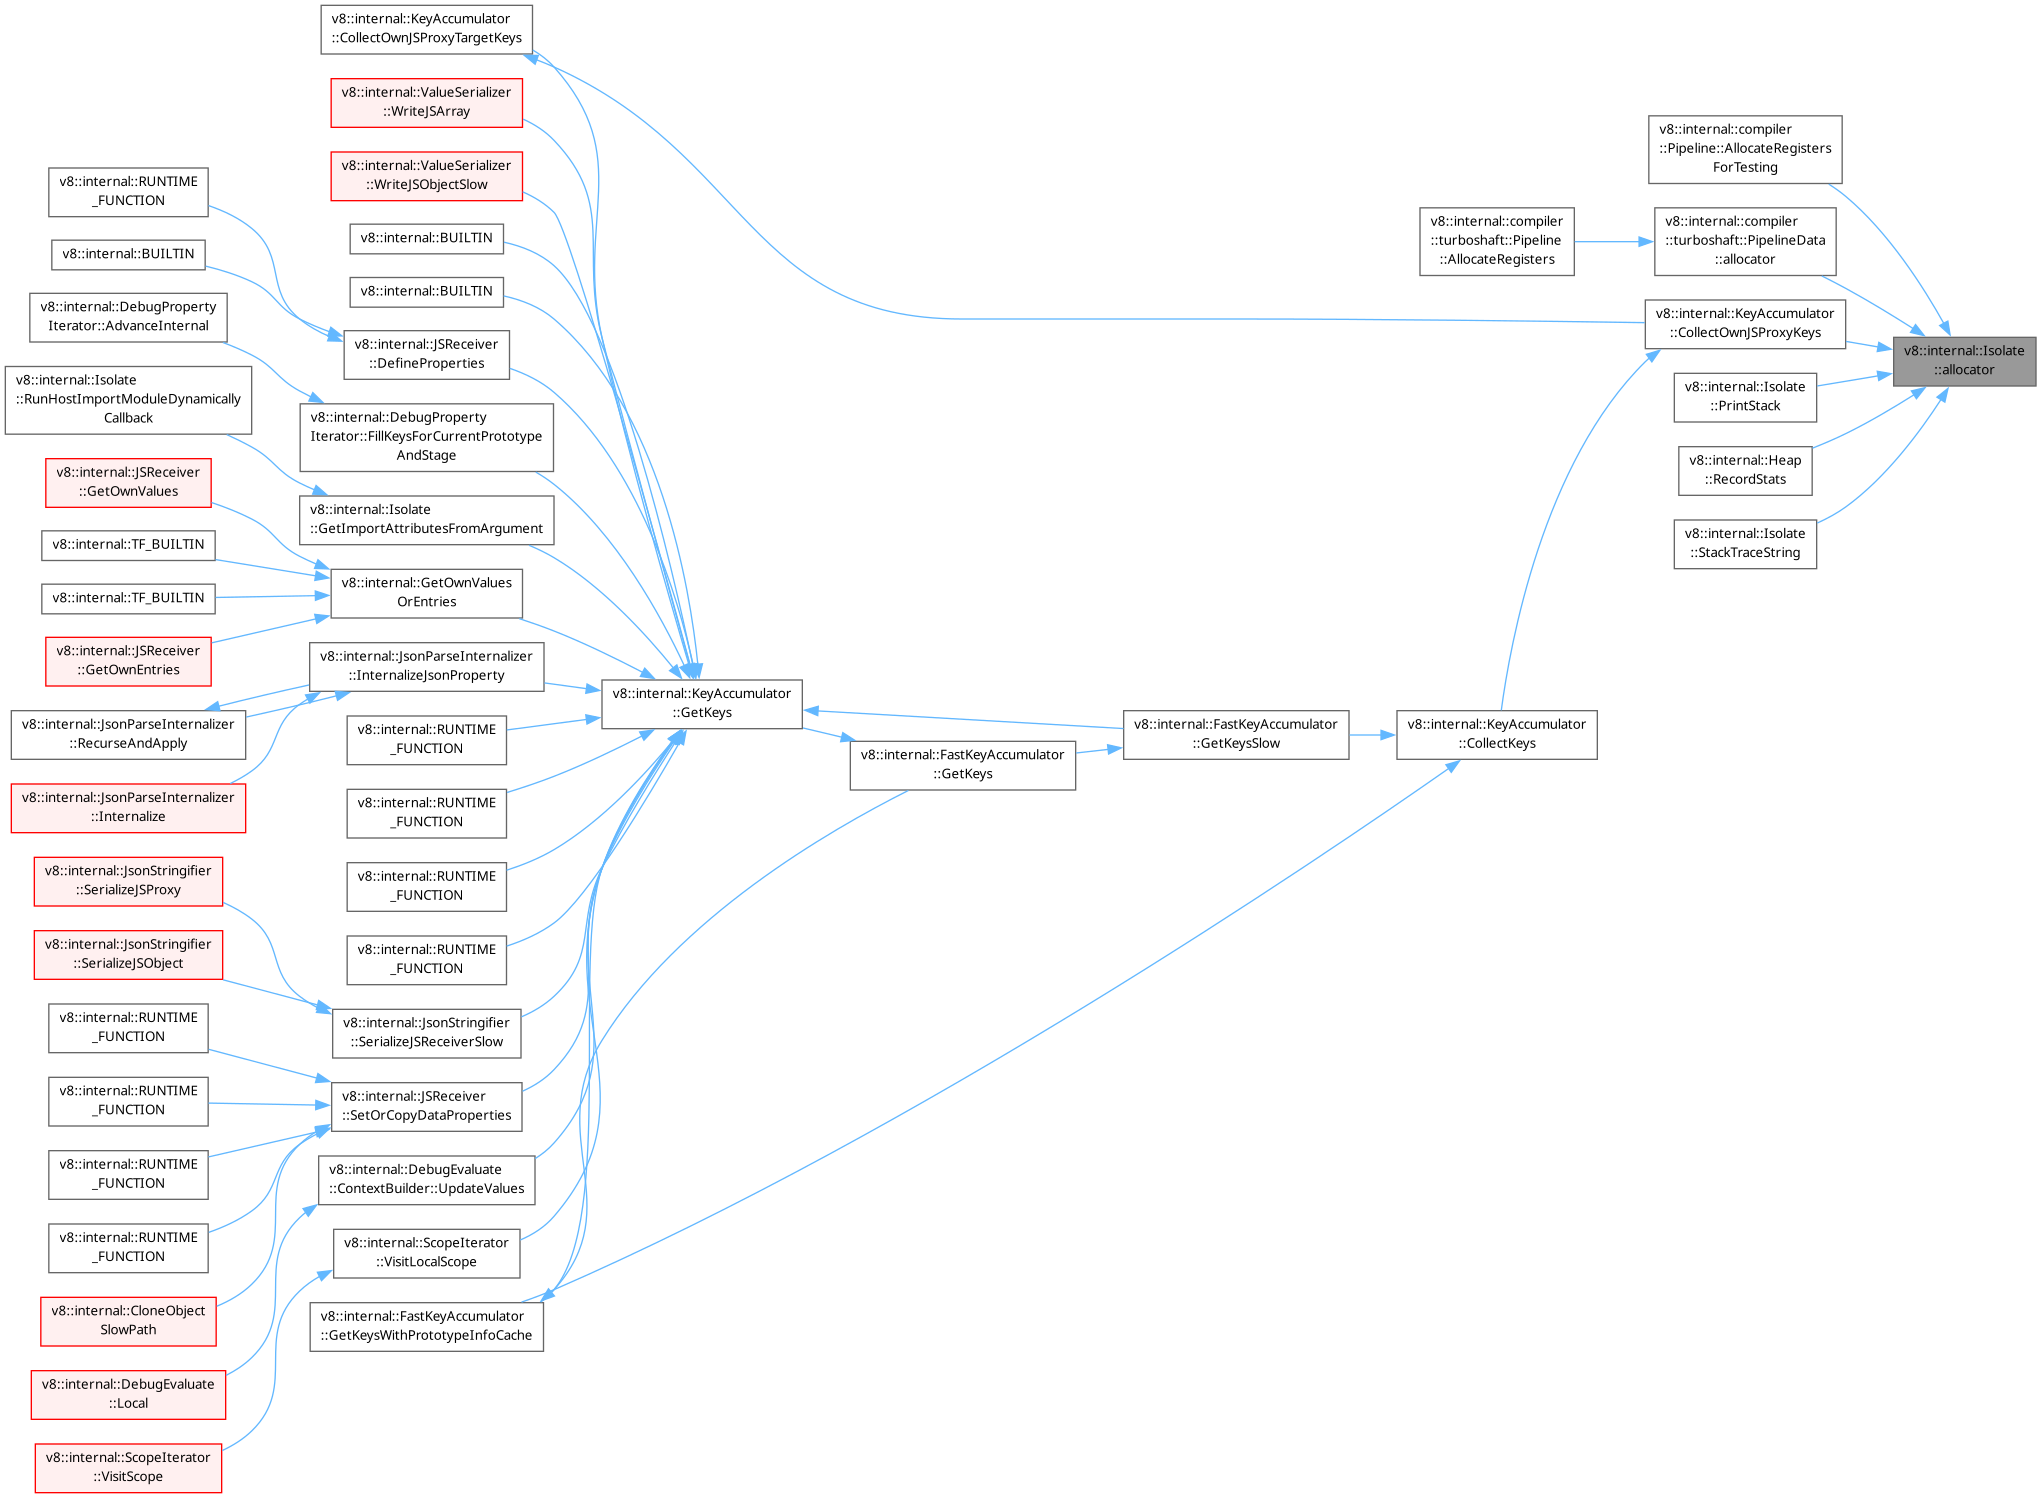 v8::internal::KeyAccumulator
::CollectOwnJSProxyTargetKeys
v8::internal::ValueSerializer
::WriteJSArray
v8::internal::ValueSerializer
::WriteJSObjectSlow
v8::internal::BUILTIN
v8::internal::BUILTIN
v8::internal::JSReceiver
::DefineProperties
v8::internal::DebugProperty
Iterator::FillKeysForCurrentPrototype
AndStage
v8::internal::Isolate
::GetImportAttributesFromArgument
v8::internal::GetOwnValues
OrEntries
v8::internal::JsonParseInternalizer
::InternalizeJsonProperty
v8::internal::RUNTIME
_FUNCTION
v8::internal::RUNTIME
_FUNCTION
v8::internal::RUNTIME
_FUNCTION
v8::internal::RUNTIME
_FUNCTION
v8::internal::JsonStringifier
::SerializeJSReceiverSlow
v8::internal::JSReceiver
::SetOrCopyDataProperties
v8::internal::DebugEvaluate
::ContextBuilder::UpdateValues
v8::internal::ScopeIterator
::VisitLocalScope
v8::internal::FastKeyAccumulator
::GetKeysWithPrototypeInfoCache
v8::internal::RUNTIME
_FUNCTION
v8::internal::BUILTIN
v8::internal::DebugProperty
Iterator::AdvanceInternal
v8::internal::Isolate
::RunHostImportModuleDynamically
Callback
v8::internal::JSReceiver
::GetOwnValues
v8::internal::TF_BUILTIN
v8::internal::TF_BUILTIN
v8::internal::JSReceiver
::GetOwnEntries
v8::internal::JsonParseInternalizer
::RecurseAndApply
v8::internal::JsonParseInternalizer
::Internalize
v8::internal::JsonStringifier
::SerializeJSProxy
v8::internal::JsonStringifier
::SerializeJSObject
v8::internal::RUNTIME
_FUNCTION
v8::internal::RUNTIME
_FUNCTION
v8::internal::RUNTIME
_FUNCTION
v8::internal::RUNTIME
_FUNCTION
v8::internal::CloneObject
SlowPath
v8::internal::DebugEvaluate
::Local
v8::internal::ScopeIterator
::VisitScope
v8::internal::KeyAccumulator
::GetKeys
v8::internal::FastKeyAccumulator
::GetKeys
v8::internal::FastKeyAccumulator
::GetKeysSlow
v8::internal::KeyAccumulator
::CollectKeys
v8::internal::compiler
::turboshaft::Pipeline
::AllocateRegisters
v8::internal::compiler
::Pipeline::AllocateRegisters
ForTesting
v8::internal::compiler
::turboshaft::PipelineData
::allocator
v8::internal::KeyAccumulator
::CollectOwnJSProxyKeys
v8::internal::Isolate
::PrintStack
v8::internal::Heap
::RecordStats
v8::internal::Isolate
::StackTraceString
v8::internal::Isolate
::allocator